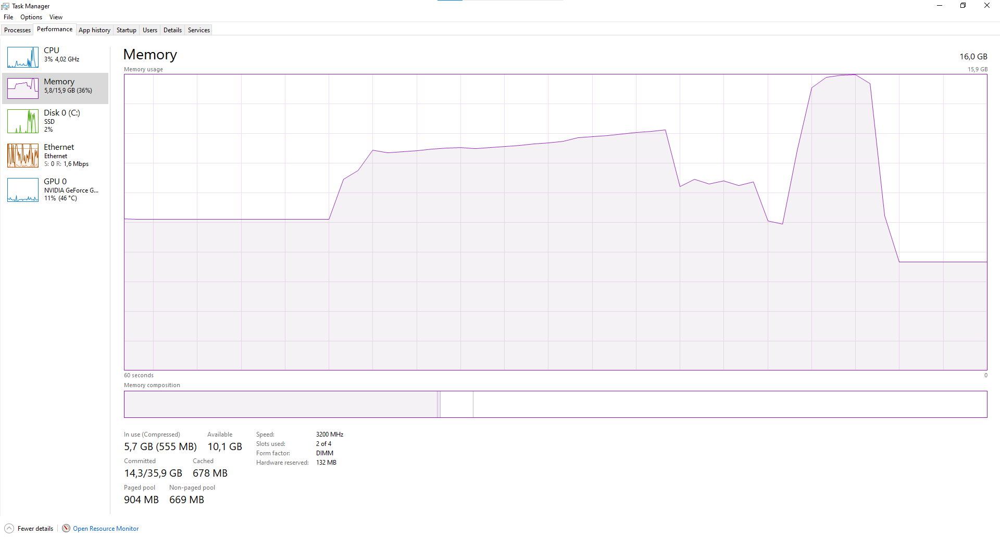 Task Manager
File Options View
Processes Performance App history Startup Users Details Services
CPU
3% 4,02 GHz
Memory
5,8/15,9 GB (36%)
Disk 0 (C:)
SSD
2%
Ethernet
Ethernet
S: 0 R: 1,6 Mbps
GPU 0
NVIDIA GeForce G...
11% (46 °C)
Memory 16,0 GB
Memory usage 15,9 GB
60 seconds 0
Memory composition
In use (Compressed) Available
5,7 GB (555 MB) 10,1 GB
Committed Cached
14,3/35,9 GB 678 MB
Paged pool Non-paged pool
904 MB 669 MB
Speed: 3200 MHz
Slots used: 2 of 4
Form factor: DIMM
Hardware reserved: 132 MB
Fewer details Open Resource Monitor